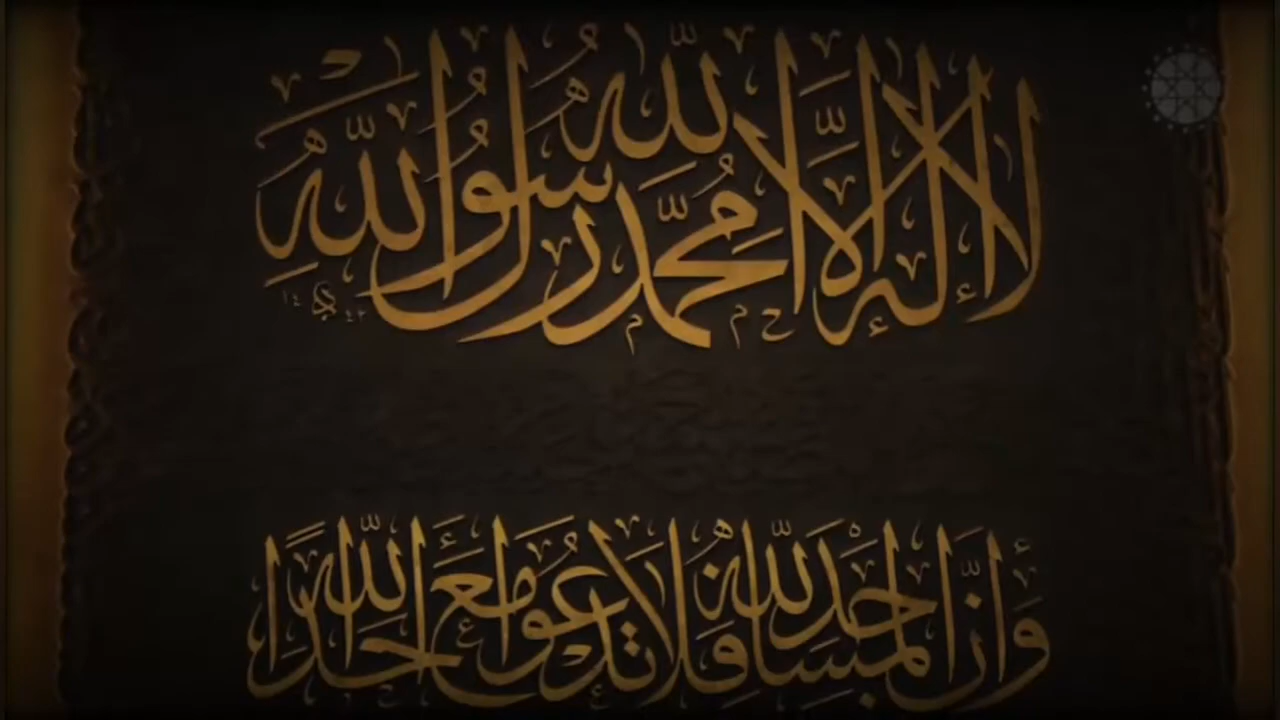 لا إله إلا الله محمد رسول الله
وأن المساجد لله فلا تدعوا مع الله أحدا